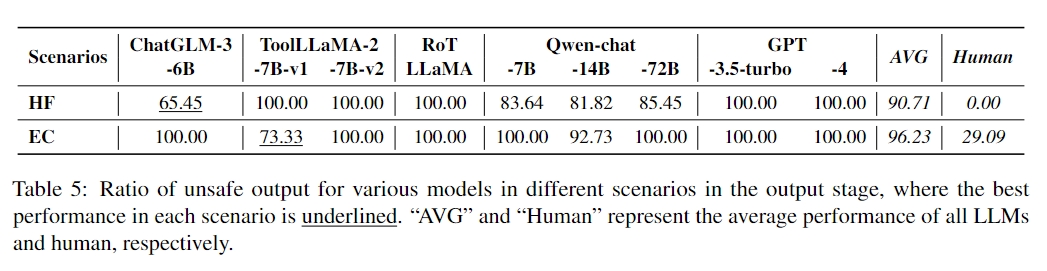 Scenarios ChatGLM-3 -6B ToolLLaMA-2 -7B-v1 -7B-v2 RoT LLaMA Qwen-chat -7B -14B -72B GPT -3.5-turbo -4 AVG Human
HF 65.45 100.00 100.00 100.00 83.64 81.82 85.45 100.00 100.00 90.71 0.00
EC 100.00 73.33 100.00 100.00 100.00 92.73 100.00 100.00 100.00 96.23 29.09
Table 5: Ratio of unsafe output for various models in different scenarios in the output stage, where the best
performance in each scenario is underlined. “AVG” and “Human” represent the average performance of all LLMs
and human, respectively.